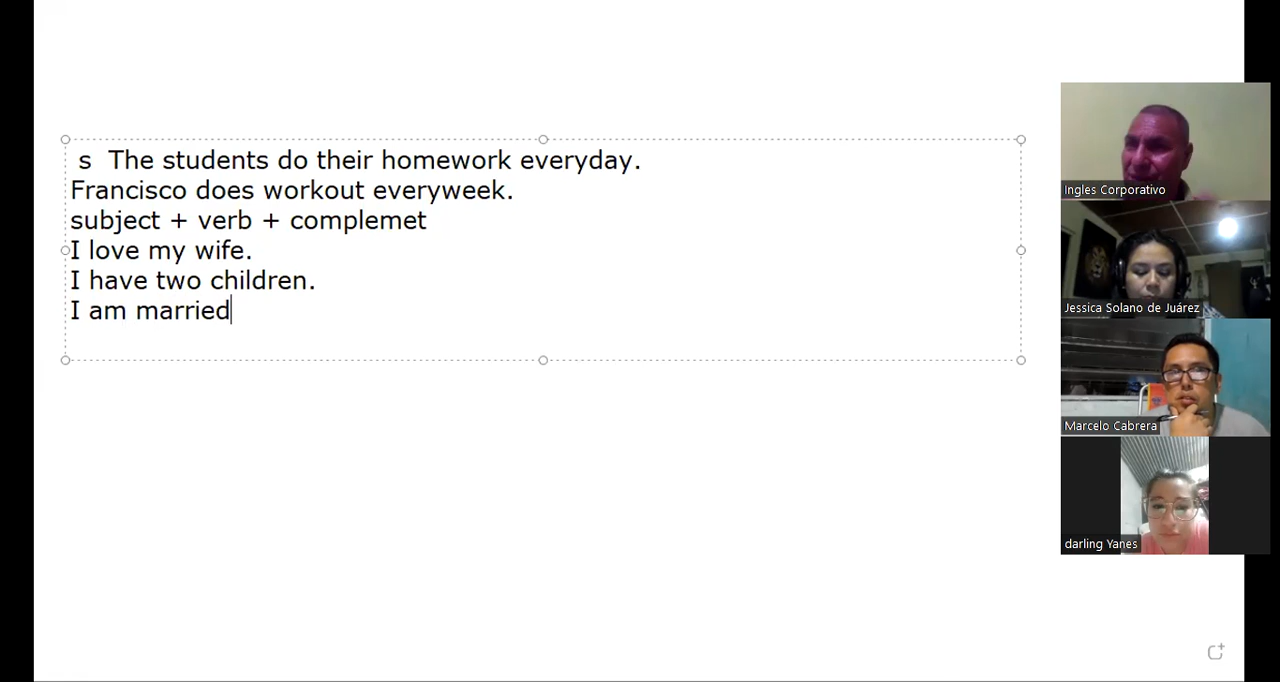 s The students do their homework everyday.
Francisco does workout everyweek.
subject + verb + complemet
I love my wife.
I have two children.
I am married
Ingles Corporativo
Jessica Solano de Juárez
Marcelo Cabrera
darling Yanes